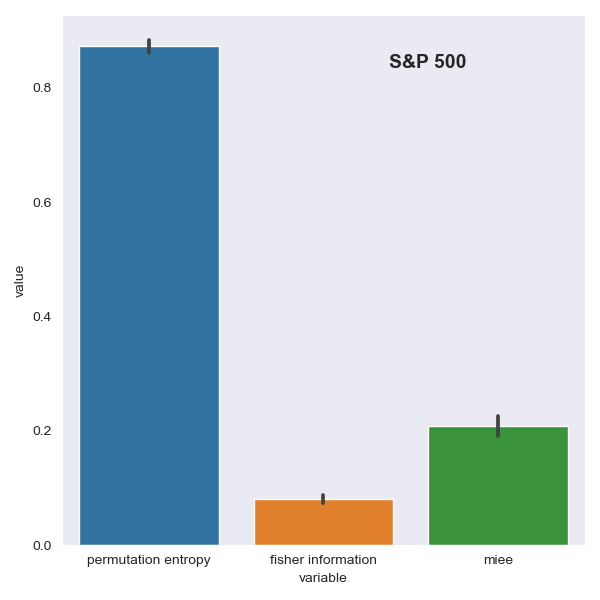 S&P 500
0.8
0.6
0.4
0.2
0.0
value
permutation entropy
fisher information
miee
variable